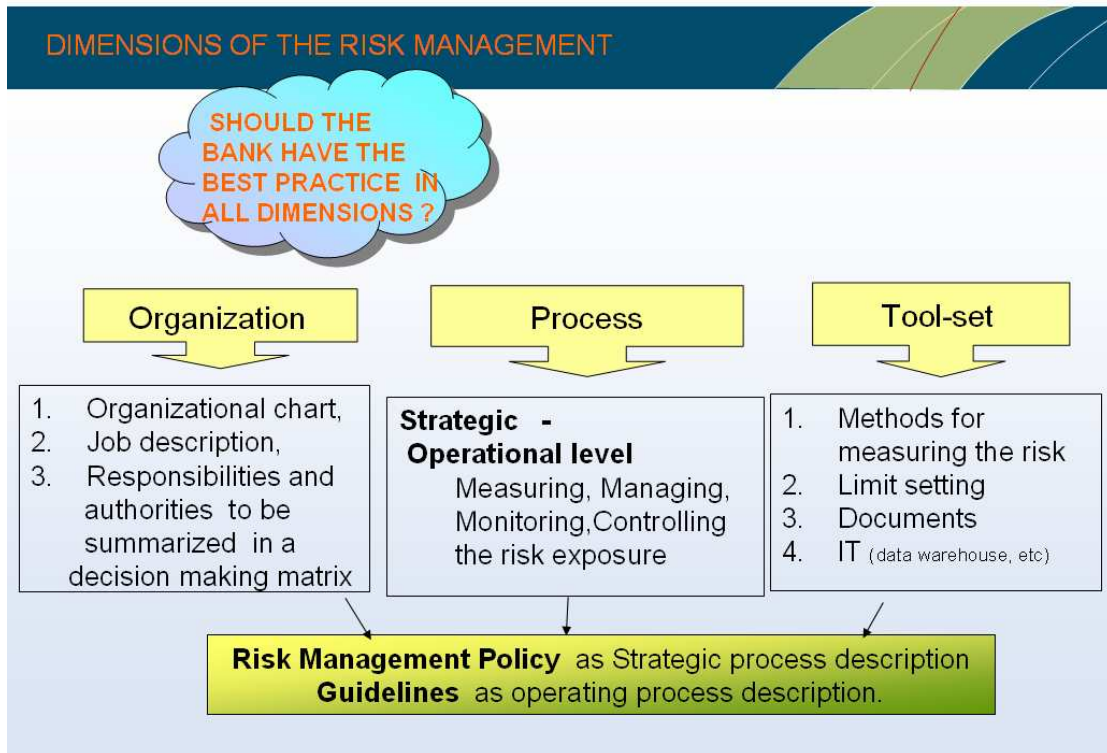 DIMENSIONS OF THE RISK MANAGEMENT
SHOULD THE
BANK HAVE THE
BEST PRACTICE IN
ALL DIMENSIONS ?
Organization
1. Organizational chart,
2. Job description,
3. Responsibilities and
authorities to be
summarized in a
decision making matrix
Process
Strategic -
Operational level
Measuring, Managing,
Monitoring,Controlling
the risk exposure
Tool-set
1. Methods for
measuring the risk
2. Limit setting
3. Documents
4. IT (data warehouse, etc)
Risk Management Policy as Strategic process description
Guidelines as operating process description.